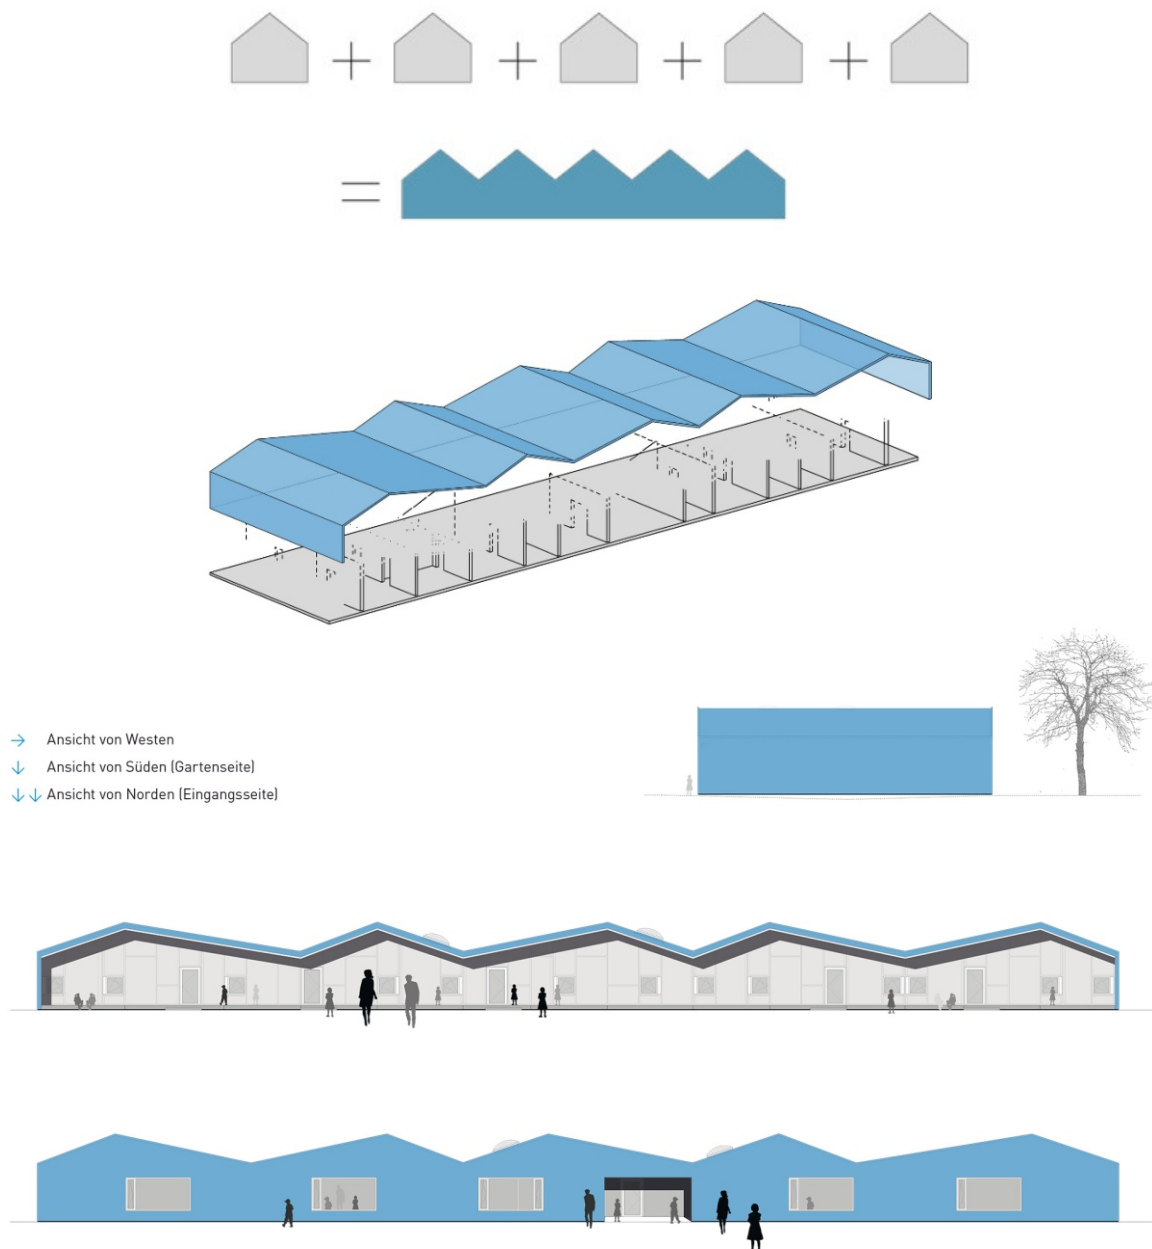 → Ansicht von Westen
↓ Ansicht von Süden (Gartenseite)
↓↓ Ansicht von Norden (Eingangsseite)